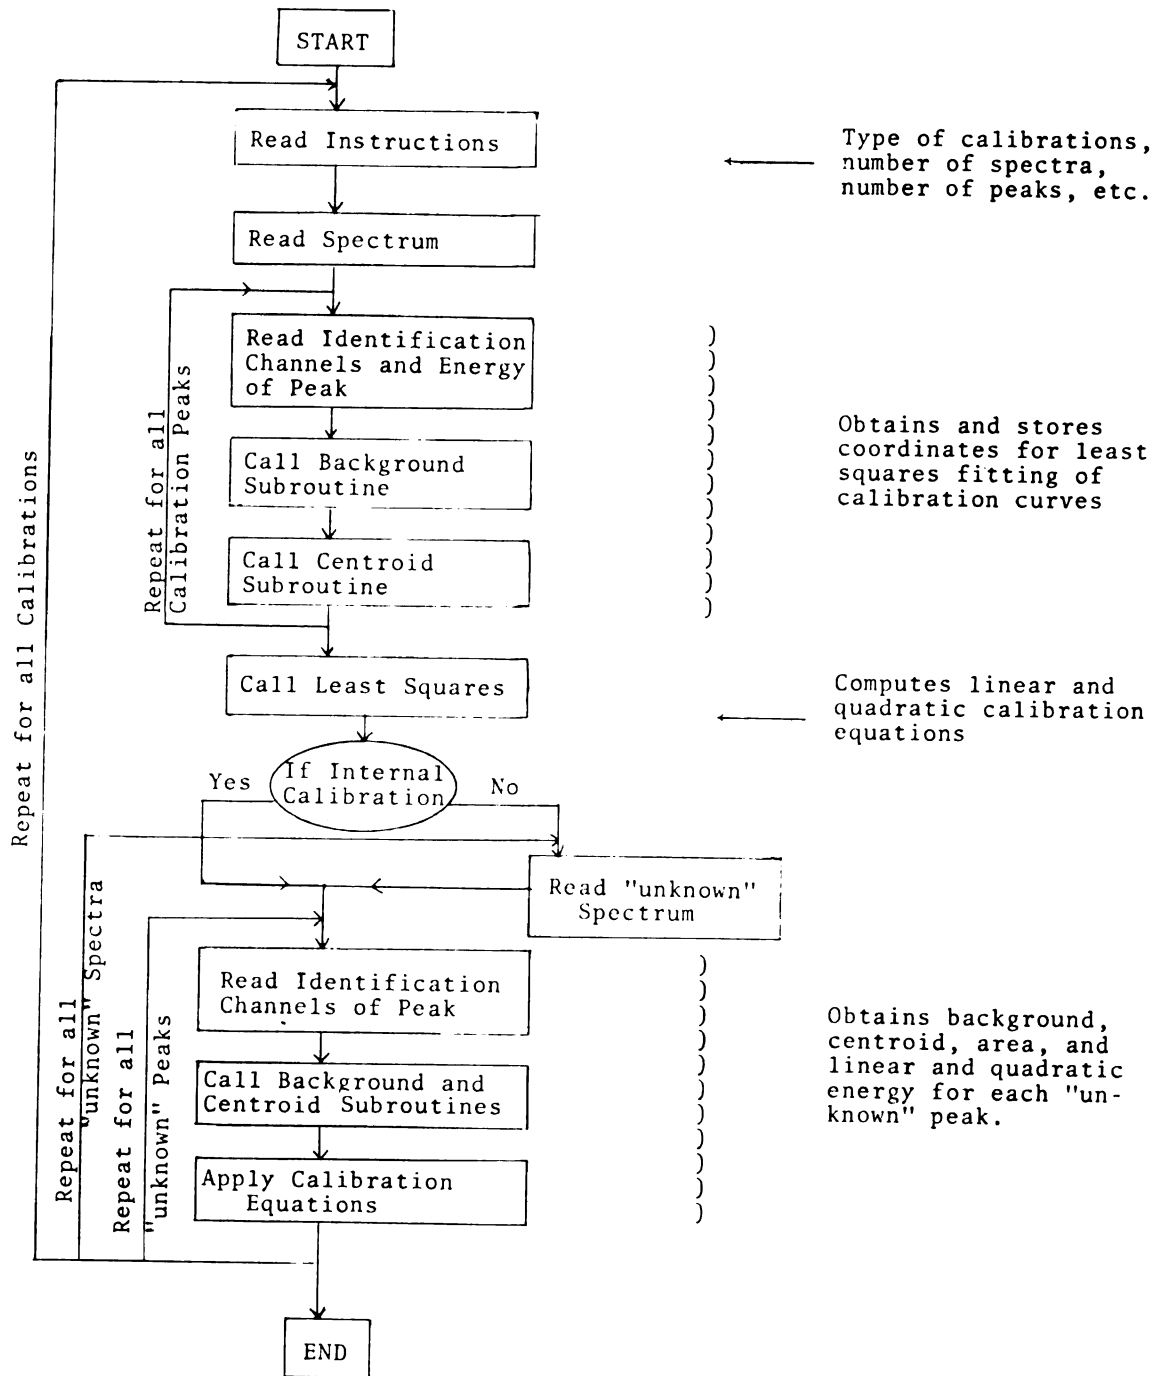 START
Read Instructions
Type of calibrations,
number of spectra,
number of peaks, etc.
Read Spectrum
Read Identification
Channels and Energy
of Peak
Call Background
Subroutine
Call Centroid
Subroutine
Obtains and stores
coordinates for least
squares fitting of
calibration curves
Repeat for all
Calibration Peaks
Repeat for all Calibrations
Call Least Squares
Computes linear and
quadratic calibration
equations
If Internal
Calibration
Yes
No
Read "unknown"
Spectrum
Read Identification
Channels of Peak
Call Background and
Centroid Subroutines
Apply Calibration
Equations
Obtains background,
centroid, area, and
linear and quadratic
energy for each "un-
known" peak.
Repeat for all
"unknown" Spectra
Repeat for all
"unknown" Peaks
END